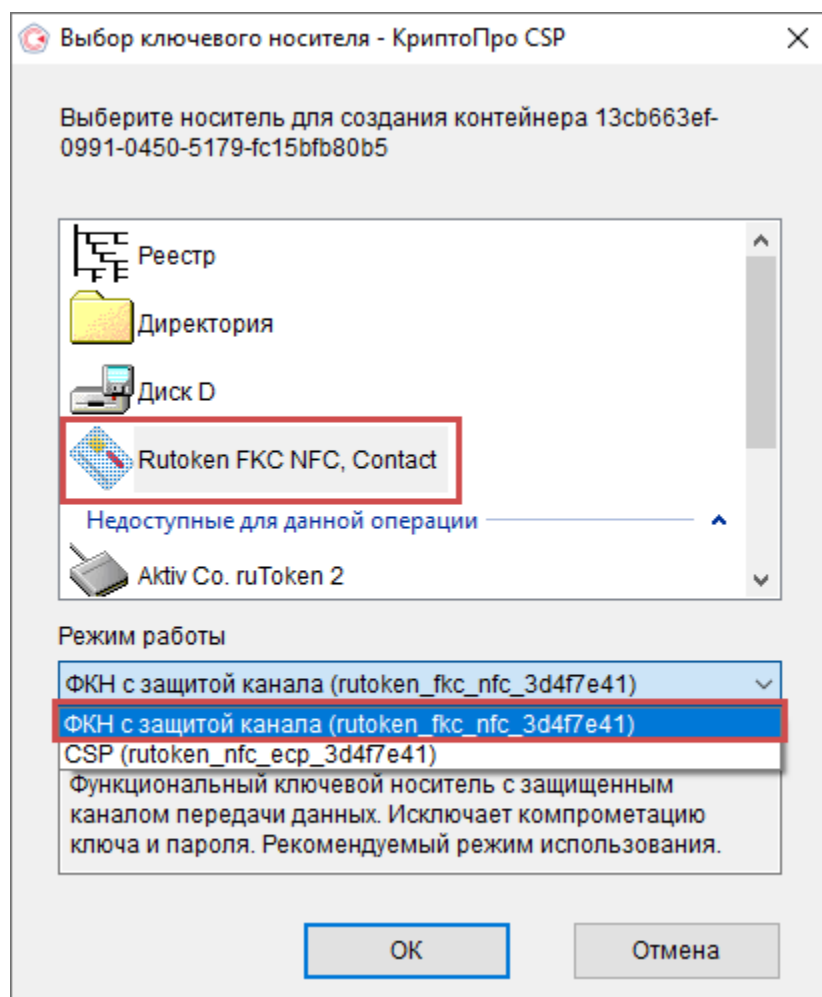 Выбор ключевого носителя - КриптоПро CSP
Выберите носитель для создания контейнера 13cb663ef-
0991-0450-5179-fc15bfb80b5
Реестр
Директория
Диск D
Rutoken FKC NFC, Contact
Недоступные для данной операции
Aktiv Co. ruToken 2
Режим работы
ФКН с защитой канала (rutoken_fkc_nfc_3d4f7e41)
ФКН с защитой канала (rutoken_fkc_nfc_3d4f7e41)
CSP (rutoken_nfc_ecp_3d4f7e41)
Функциональный ключевой носитель с защищенным
каналом передачи данных. Исключает компрометацию
ключа и пароля. Рекомендуемый режим использования.
ОК
Отмена